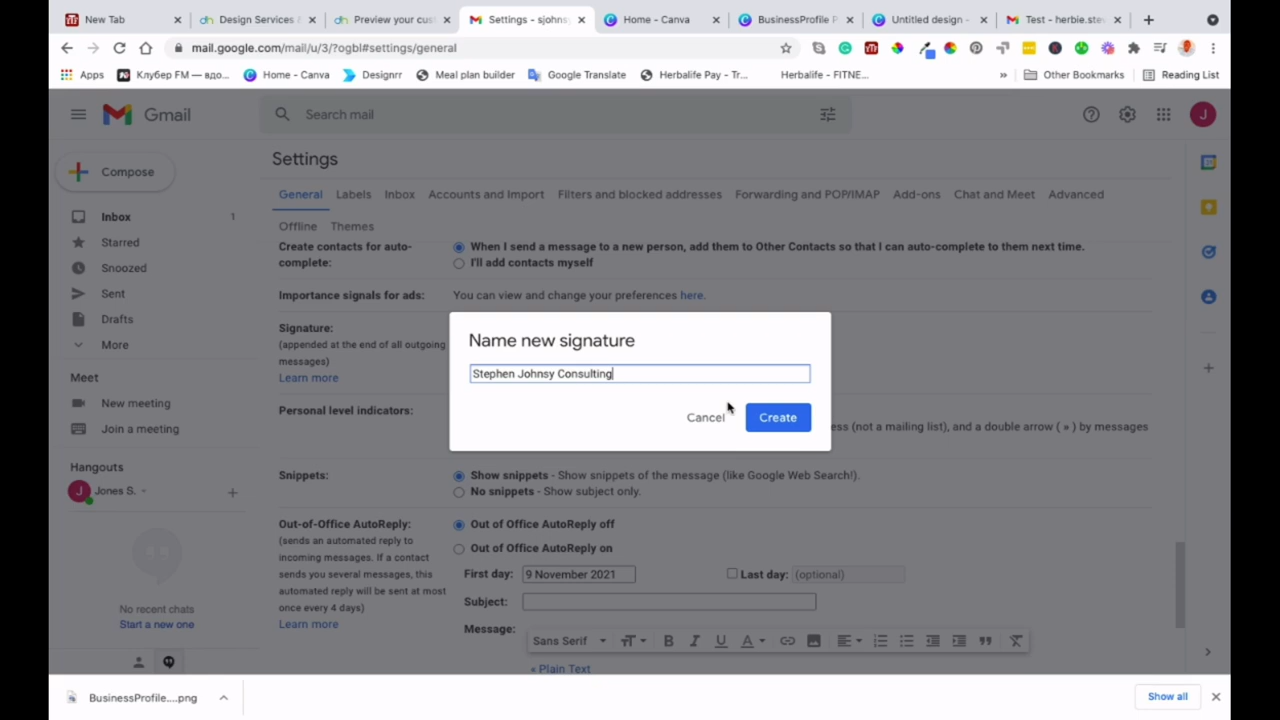 New Tab
Design Services &
Preview your cus
Settings - sjohns
Home - Canva
BusinessProfile P
Untitled design -
Test - herbie.ste
mail.google.com/mail/u/3/?ogbl#settings/general
Apps
Клубер FM — вдо...
Home - Canva
Designrr
Meal plan builder
Google Translate
Herbalife Pay - Tr...
Herbalife - FITNE...
»
Other Bookmarks
Reading List
Gmail
Search mail
J
Compose
Inbox 1
Starred
Snoozed
Sent
Drafts
More
Meet
New meeting
Join a meeting
Hangouts
J Jones S.
No recent chats
Start a new one
Settings
General Labels Inbox Accounts and Import Filters and blocked addresses Forwarding and POP/IMAP Add-ons Chat and Meet Advanced
Offline Themes
Create contacts for auto-
complete:
When I send a message to a new person, add them to Other Contacts so that I can auto-complete to them next time.
I'll add contacts myself
Importance signals for ads: You can view and change your preferences here.
Signature:
(appended at the end of all outgoing
messages)
Learn more
Name new signature
Stephen Johnsy Consulting
Cancel Create
Personal level indicators:
ess (not a mailing list), and a double arrow ( » ) by messages
Snippets:
Show snippets - Show snippets of the message (like Google Web Search!).
No snippets - Show subject only.
Out-of-Office AutoReply:
(sends an automated reply to
incoming messages. If a contact
sends you several messages, this
automated reply will be sent at most
once every 4 days)
Learn more
Out of Office AutoReply off
Out of Office AutoReply on
First day: 9 November 2021 Last day: (optional)
Subject:
Message:
Sans Serif
« Plain Text
BusinessProfile....png
Show all